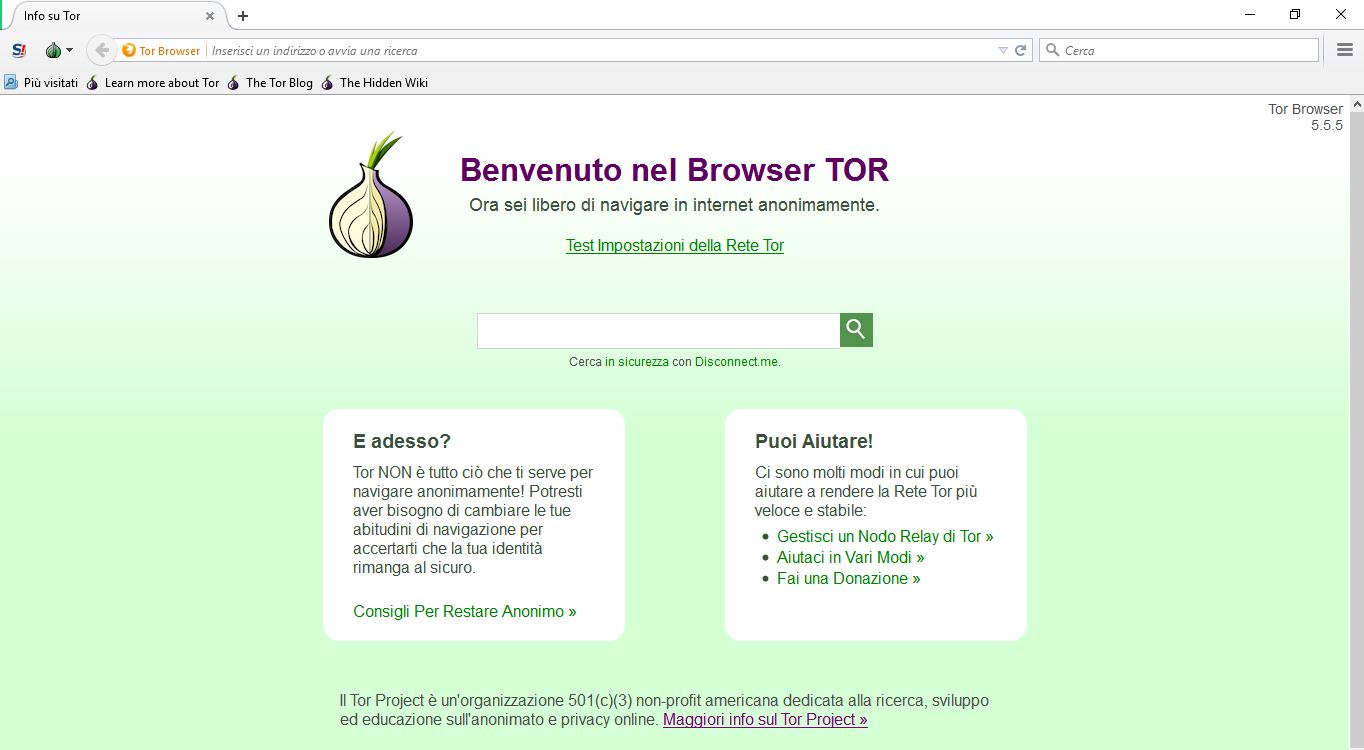 Info su Tor
S!
Tor Browser Inserisci un indirizzo o avvia una ricerca
Cerca
Più visitati Learn more about Tor The Tor Blog The Hidden Wiki
Tor Browser
5.5.5
Benvenuto nel Browser TOR
Ora sei libero di navigare in internet anonimamente.
Test Impostazioni della Rete Tor
Cerca in sicurezza con Disconnect.me.
E adesso?
Tor NON è tutto ciò che ti serve per
navigare anonimamente! Potresti
aver bisogno di cambiare le tue
abitudini di navigazione per
accertarti che la tua identità
rimanga al sicuro.
Consigli Per Restare Anonimo »
Puoi Aiutare!
Ci sono molti modi in cui puoi
aiutare a rendere la Rete Tor più
veloce e stabile:
Gestisci un Nodo Relay di Tor »
Aiutaci in Vari Modi »
Fai una Donazione »
Il Tor Project è un'organizzazione 501(c)(3) non-profit americana dedicata alla ricerca, sviluppo
ed educazione sull'anonimato e privacy online. Maggiori info sul Tor Project »